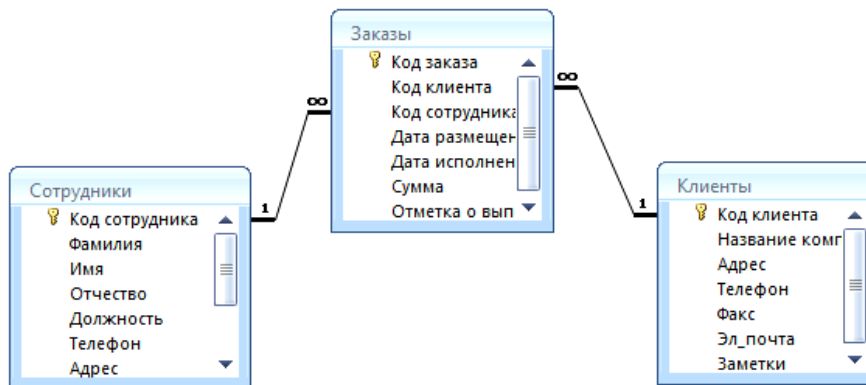 Заказы
Код заказа
Код клиента
Код сотрудника
Дата размещен
Дата исполнен
Сумма
Отметка о вып
∞
∞
Сотрудники
1
Код сотрудника
Фамилия
Имя
Отчество
Должность
Телефон
Адрес
Клиенты
1
Код клиента
Название комп
Адрес
Телефон
Факс
Эл_почта
Заметки